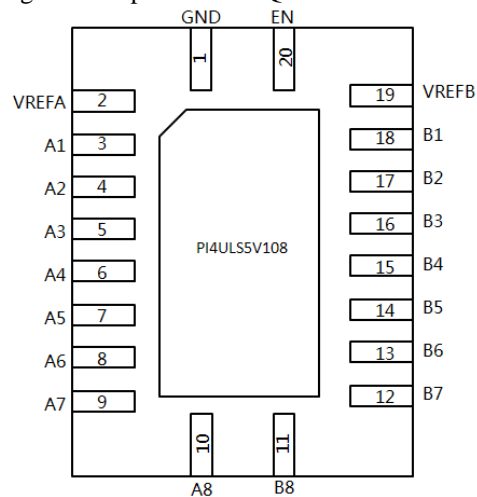 GND EN
1 20
VREFA 2 19 VREFB
A1 3 18 B1
A2 4 17 B2
A3 5 16 B3
PI4ULS5V108
A4 6 15 B4
A5 7 14 B5
A6 8 13 B6
A7 9 12 B7
10 11
A8 B8